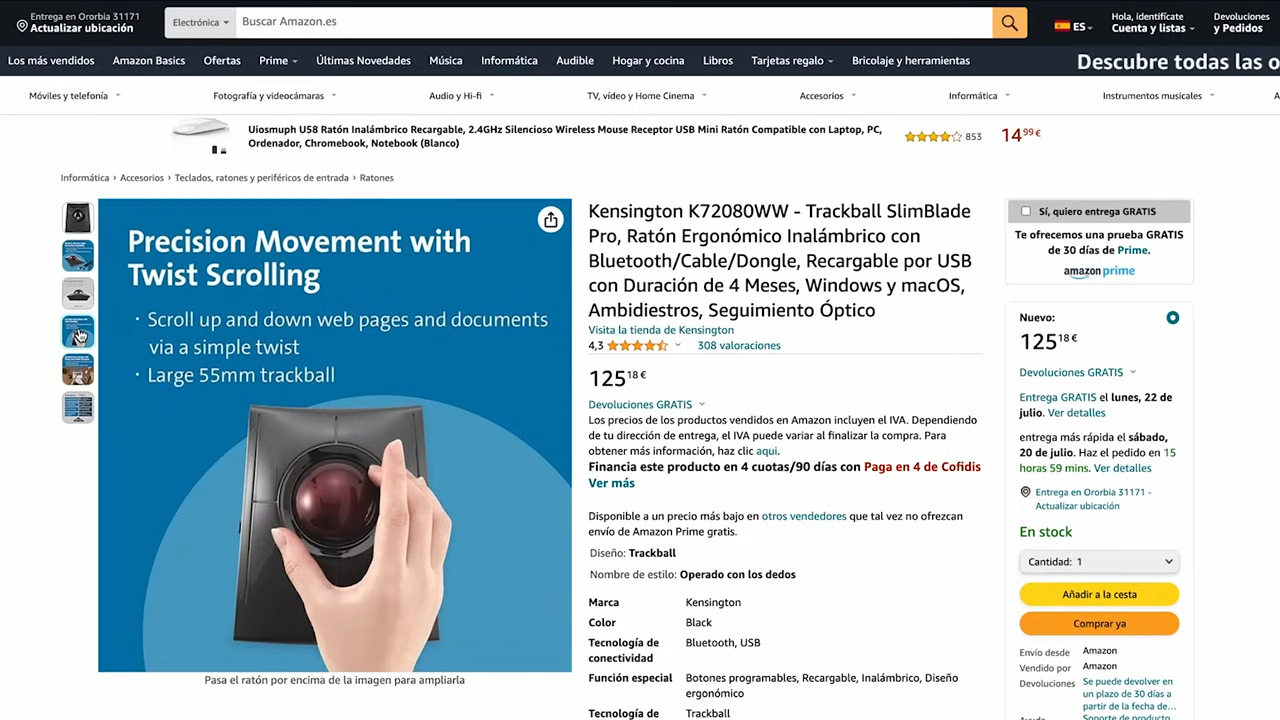 Entrega en Ororbia 31171
Actualizar ubicación
Electrónica
Buscar Amazon.es
ES
Hola, identifícate
Cuenta y listas
Devoluciones
y Pedidos
Los más vendidos
Amazon Basics
Ofertas
Prime
Últimas Novedades
Música
Informática
Audible
Hogar y cocina
Libros
Tarjetas regalo
Bricolaje y herramientas
Descubre todas las o
Móviles y telefonía
Fotografía y videocámaras
Audio y Hi-fi
TV, vídeo y Home Cinema
Accesorios
Informática
Instrumentos musicales
A
Uiosmuph U58 Ratón Inalámbrico Recargable, 2.4GHz Silencioso Wireless Mouse Receptor USB Mini Ratón Compatible con Laptop, PC,
Ordenador, Chromebook, Notebook (Blanco)
853
14,99 €
Informática › Accesorios › Teclados, ratones y periféricos de entrada › Ratones
Precision Movement with
Twist Scrolling
· Scroll up and down web pages and documents
via a simple twist
· Large 55mm trackball
Pasa el ratón por encima de la imagen para ampliarla
Kensington K72080WW - Trackball SlimBlade
Pro, Ratón Ergonómico Inalámbrico con
Bluetooth/Cable/Dongle, Recargable por USB
con Duración de 4 Meses, Windows y macOS,
Ambidiestros, Seguimiento Óptico
Visita la tienda de Kensington
4,3
308 valoraciones
125 18 €
Devoluciones GRATIS
Los precios de los productos vendidos en Amazon incluyen el IVA. Dependiendo
de tu dirección de entrega, el IVA puede variar al finalizar la compra. Para
obtener más información, haz clic aqui.
Financia este producto en 4 cuotas/90 días con Paga en 4 de Cofidis
Ver más
Disponible a un precio más bajo en otros vendedores que tal vez no ofrezcan
envío de Amazon Prime gratis.
Diseño: Trackball
Nombre de estilo: Operado con los dedos
Marca Kensington
Color Black
Tecnología de Bluetooth, USB
conectividad
Función especial Botones programables, Recargable, Inalámbrico, Diseño
ergonómico
Tecnología de Trackball
Sí, quiero entrega GRATIS
Te ofrecemos una prueba GRATIS
de 30 días de Prime.
amazon prime
Nuevo:
125 18 €
Devoluciones GRATIS
Entrega GRATIS el lunes, 22 de
julio. Ver detalles
entrega más rápida el sábado,
20 de julio. Haz el pedido en 15
horas 59 mins. Ver detalles
Entrega en Ororbia 31171 -
Actualizar ubicación
En stock
Cantidad: 1
Añadir a la cesta
Comprar ya
Envío desde Amazon
Vendido por Amazon
Devoluciones Se puede devolver en
un plazo de 30 días a
partir de la fecha de...
Ayuda Soporte de producto